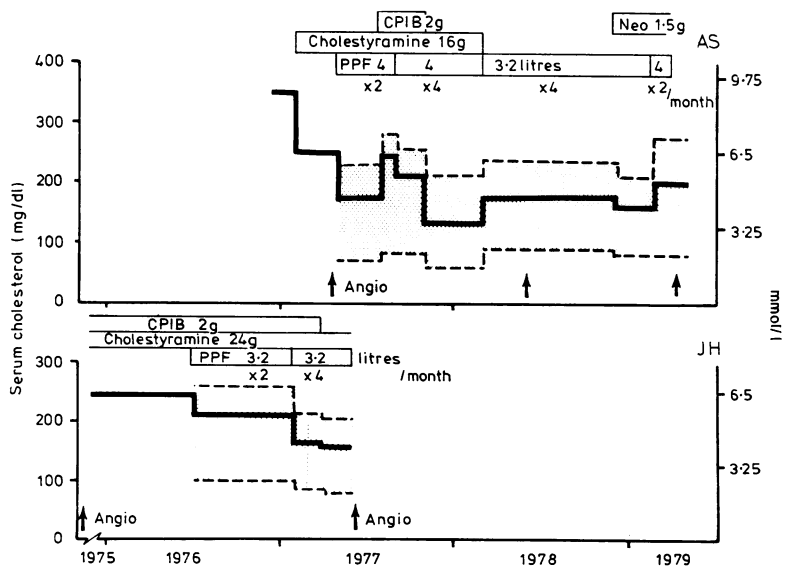 CPIB 2g
Neo 1·5g
AS
Cholestyramine 16g
PPF 4
4
3·2 litres
4
x2
x4
x4
x2/month
400
300
200
100
0
9·75
6·5
3·25
Angio
Serum cholesterol (mg/dl)
mmol/l
CPIB 2g
Cholestyramine 24g
JH
PPF 3·2
3·2
litres
x2
x4
/month
300
200
100
0
6·5
3·25
Angio
Angio
1975
1976
1977
1978
1979